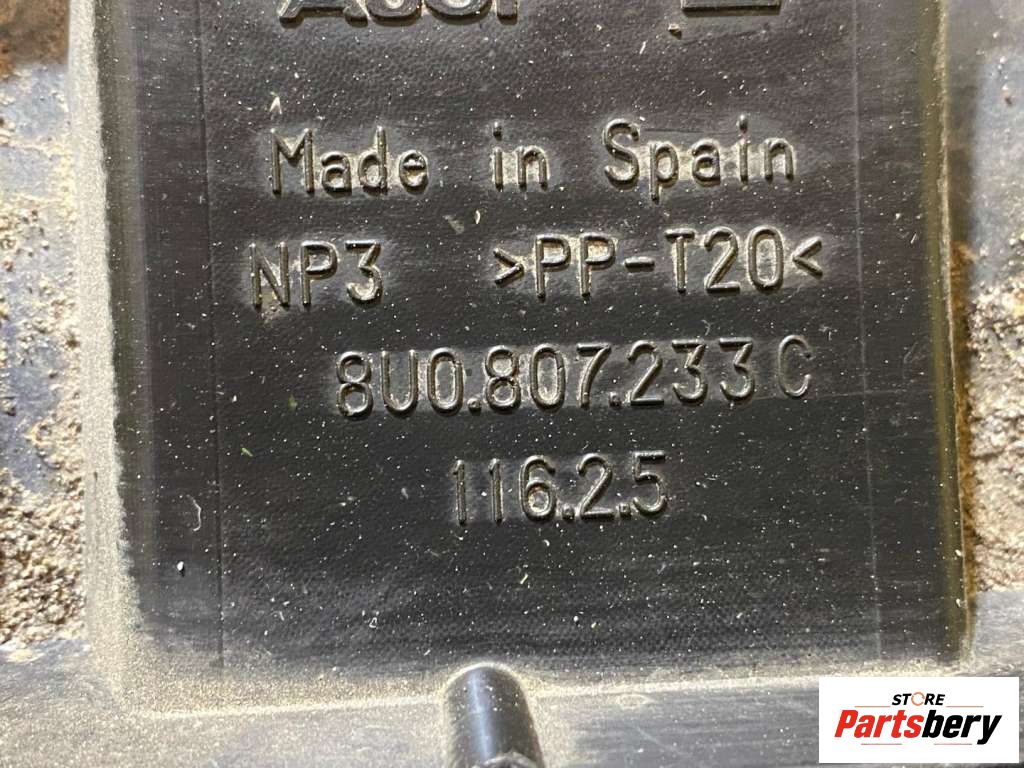 Made in Spain
NP3 >PP-T20<
8U0.807.233 C
116.2.5
STORE
Partsbery